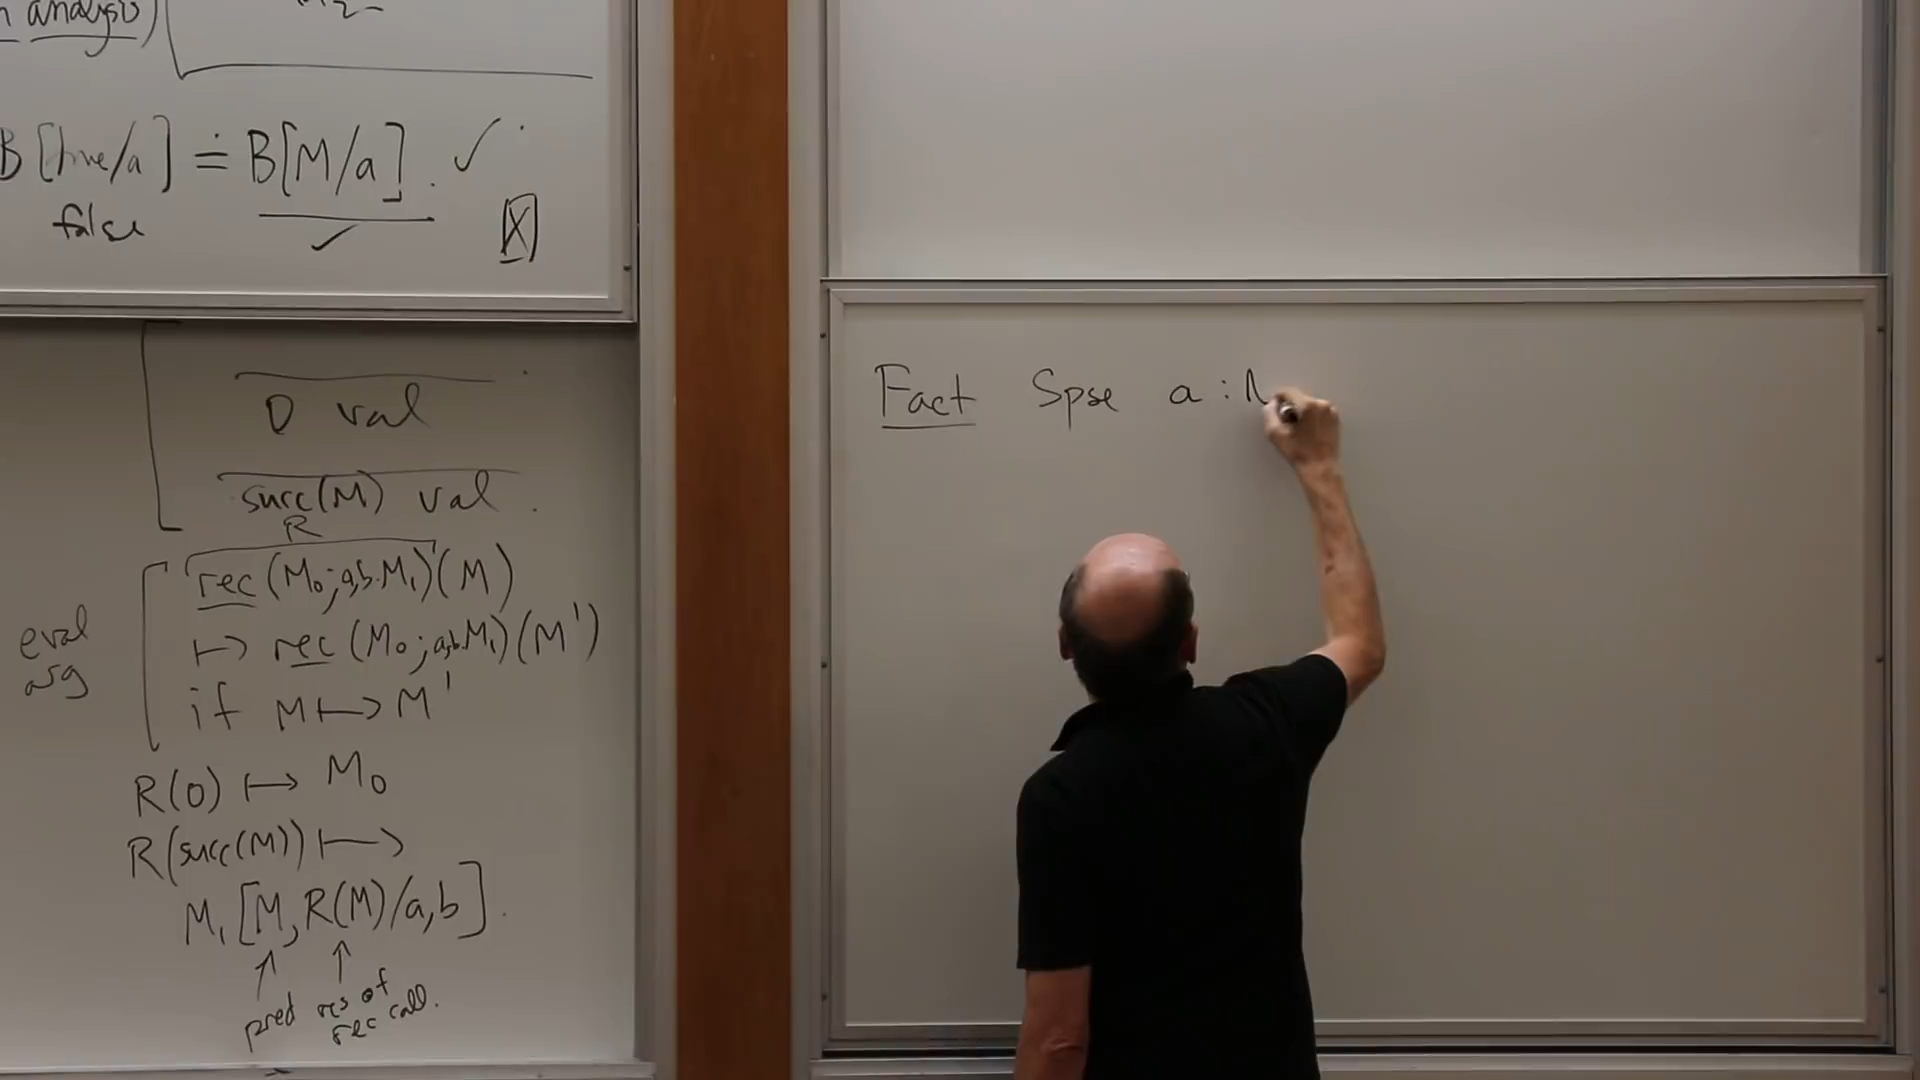 analysis)
B[true/a] ≐ B[M/a]. ✓
false ✓
0 val
succ(M) val.
R
rec(M₀; a,b.M₁)(M)
↦ rec(M₀; a,b.M₁)(M')
if M ↦ M'
eval
arg
R(0) ↦ M₀
R(succ(M)) ↦
M₁[M, R(M)/a,b].
↑ ↑
pred res of
rec call.
Fact Spse a :